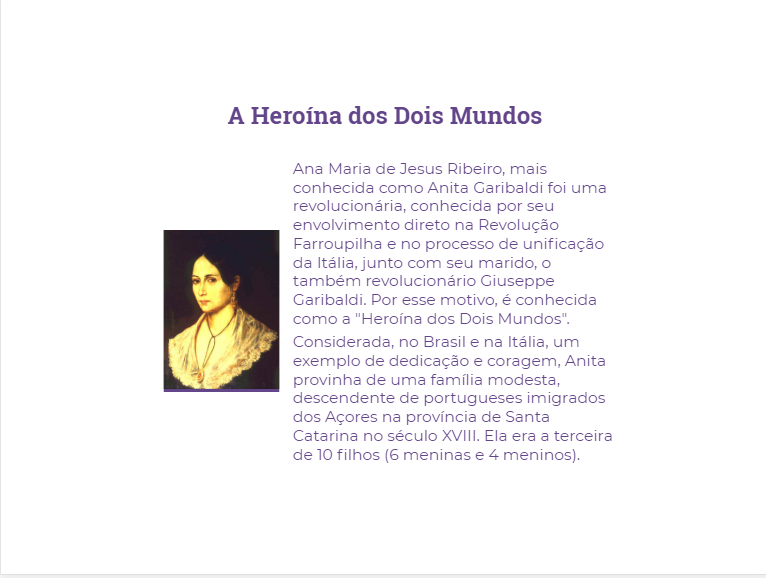 A Heroína dos Dois Mundos
Ana Maria de Jesus Ribeiro, mais
conhecida como Anita Garibaldi foi uma
revolucionária, conhecida por seu
envolvimento direto na Revolução
Farroupilha e no processo de unificação
da Itália, junto com seu marido, o
também revolucionário Giuseppe
Garibaldi. Por esse motivo, é conhecida
como a "Heroína dos Dois Mundos".
Considerada, no Brasil e na Itália, um
exemplo de dedicação e coragem, Anita
provinha de uma família modesta,
descendente de portugueses imigrados
dos Açores na província de Santa
Catarina no século XVIII. Ela era a terceira
de 10 filhos (6 meninas e 4 meninos).